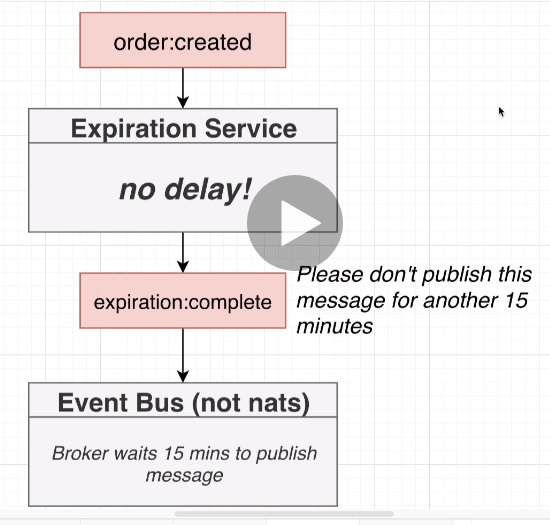 order:created
Expiration Service
no delay!
expiration:complete
Please don't publish this
message for another 15
minutes
Event Bus (not nats)
Broker waits 15 mins to publish
message